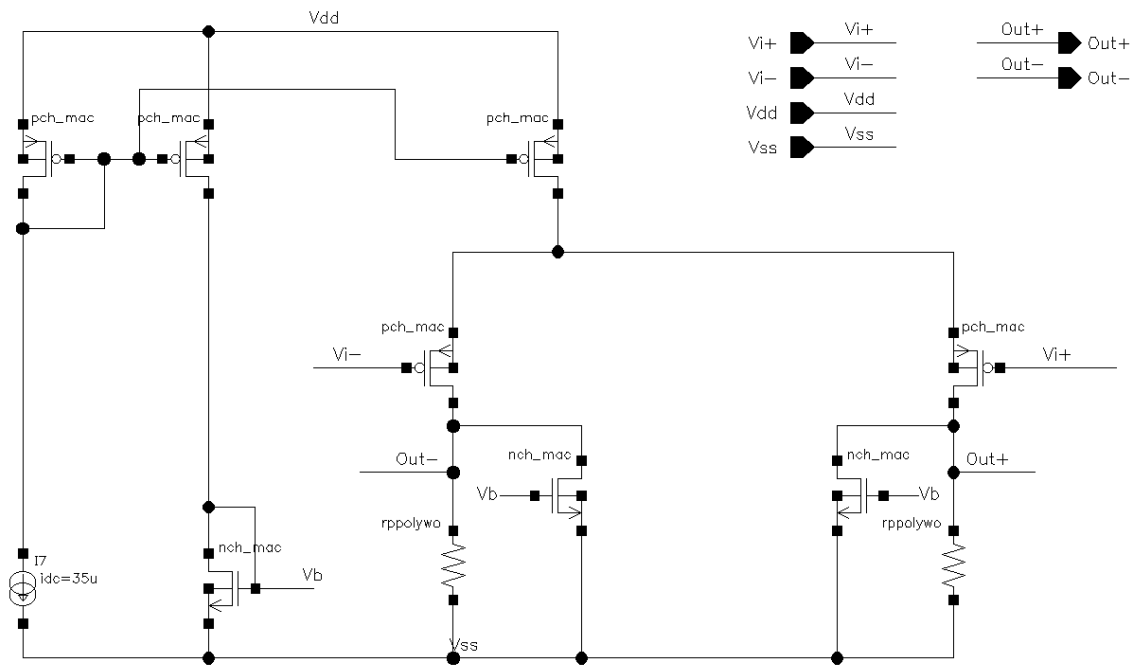 Vdd
Vi+ Vi+ Out+ Out+
Vi- Vi- Out- Out-
Vdd Vdd
Vss Vss
pch_mac pch_mac pch_mac
pch_mac pch_mac
Vi- Vi+
Out- nch_mac nch_mac Out+
Vb Vb
rppolywo rppolywo
nch_mac
I7
idc=35u
Vb
Vss